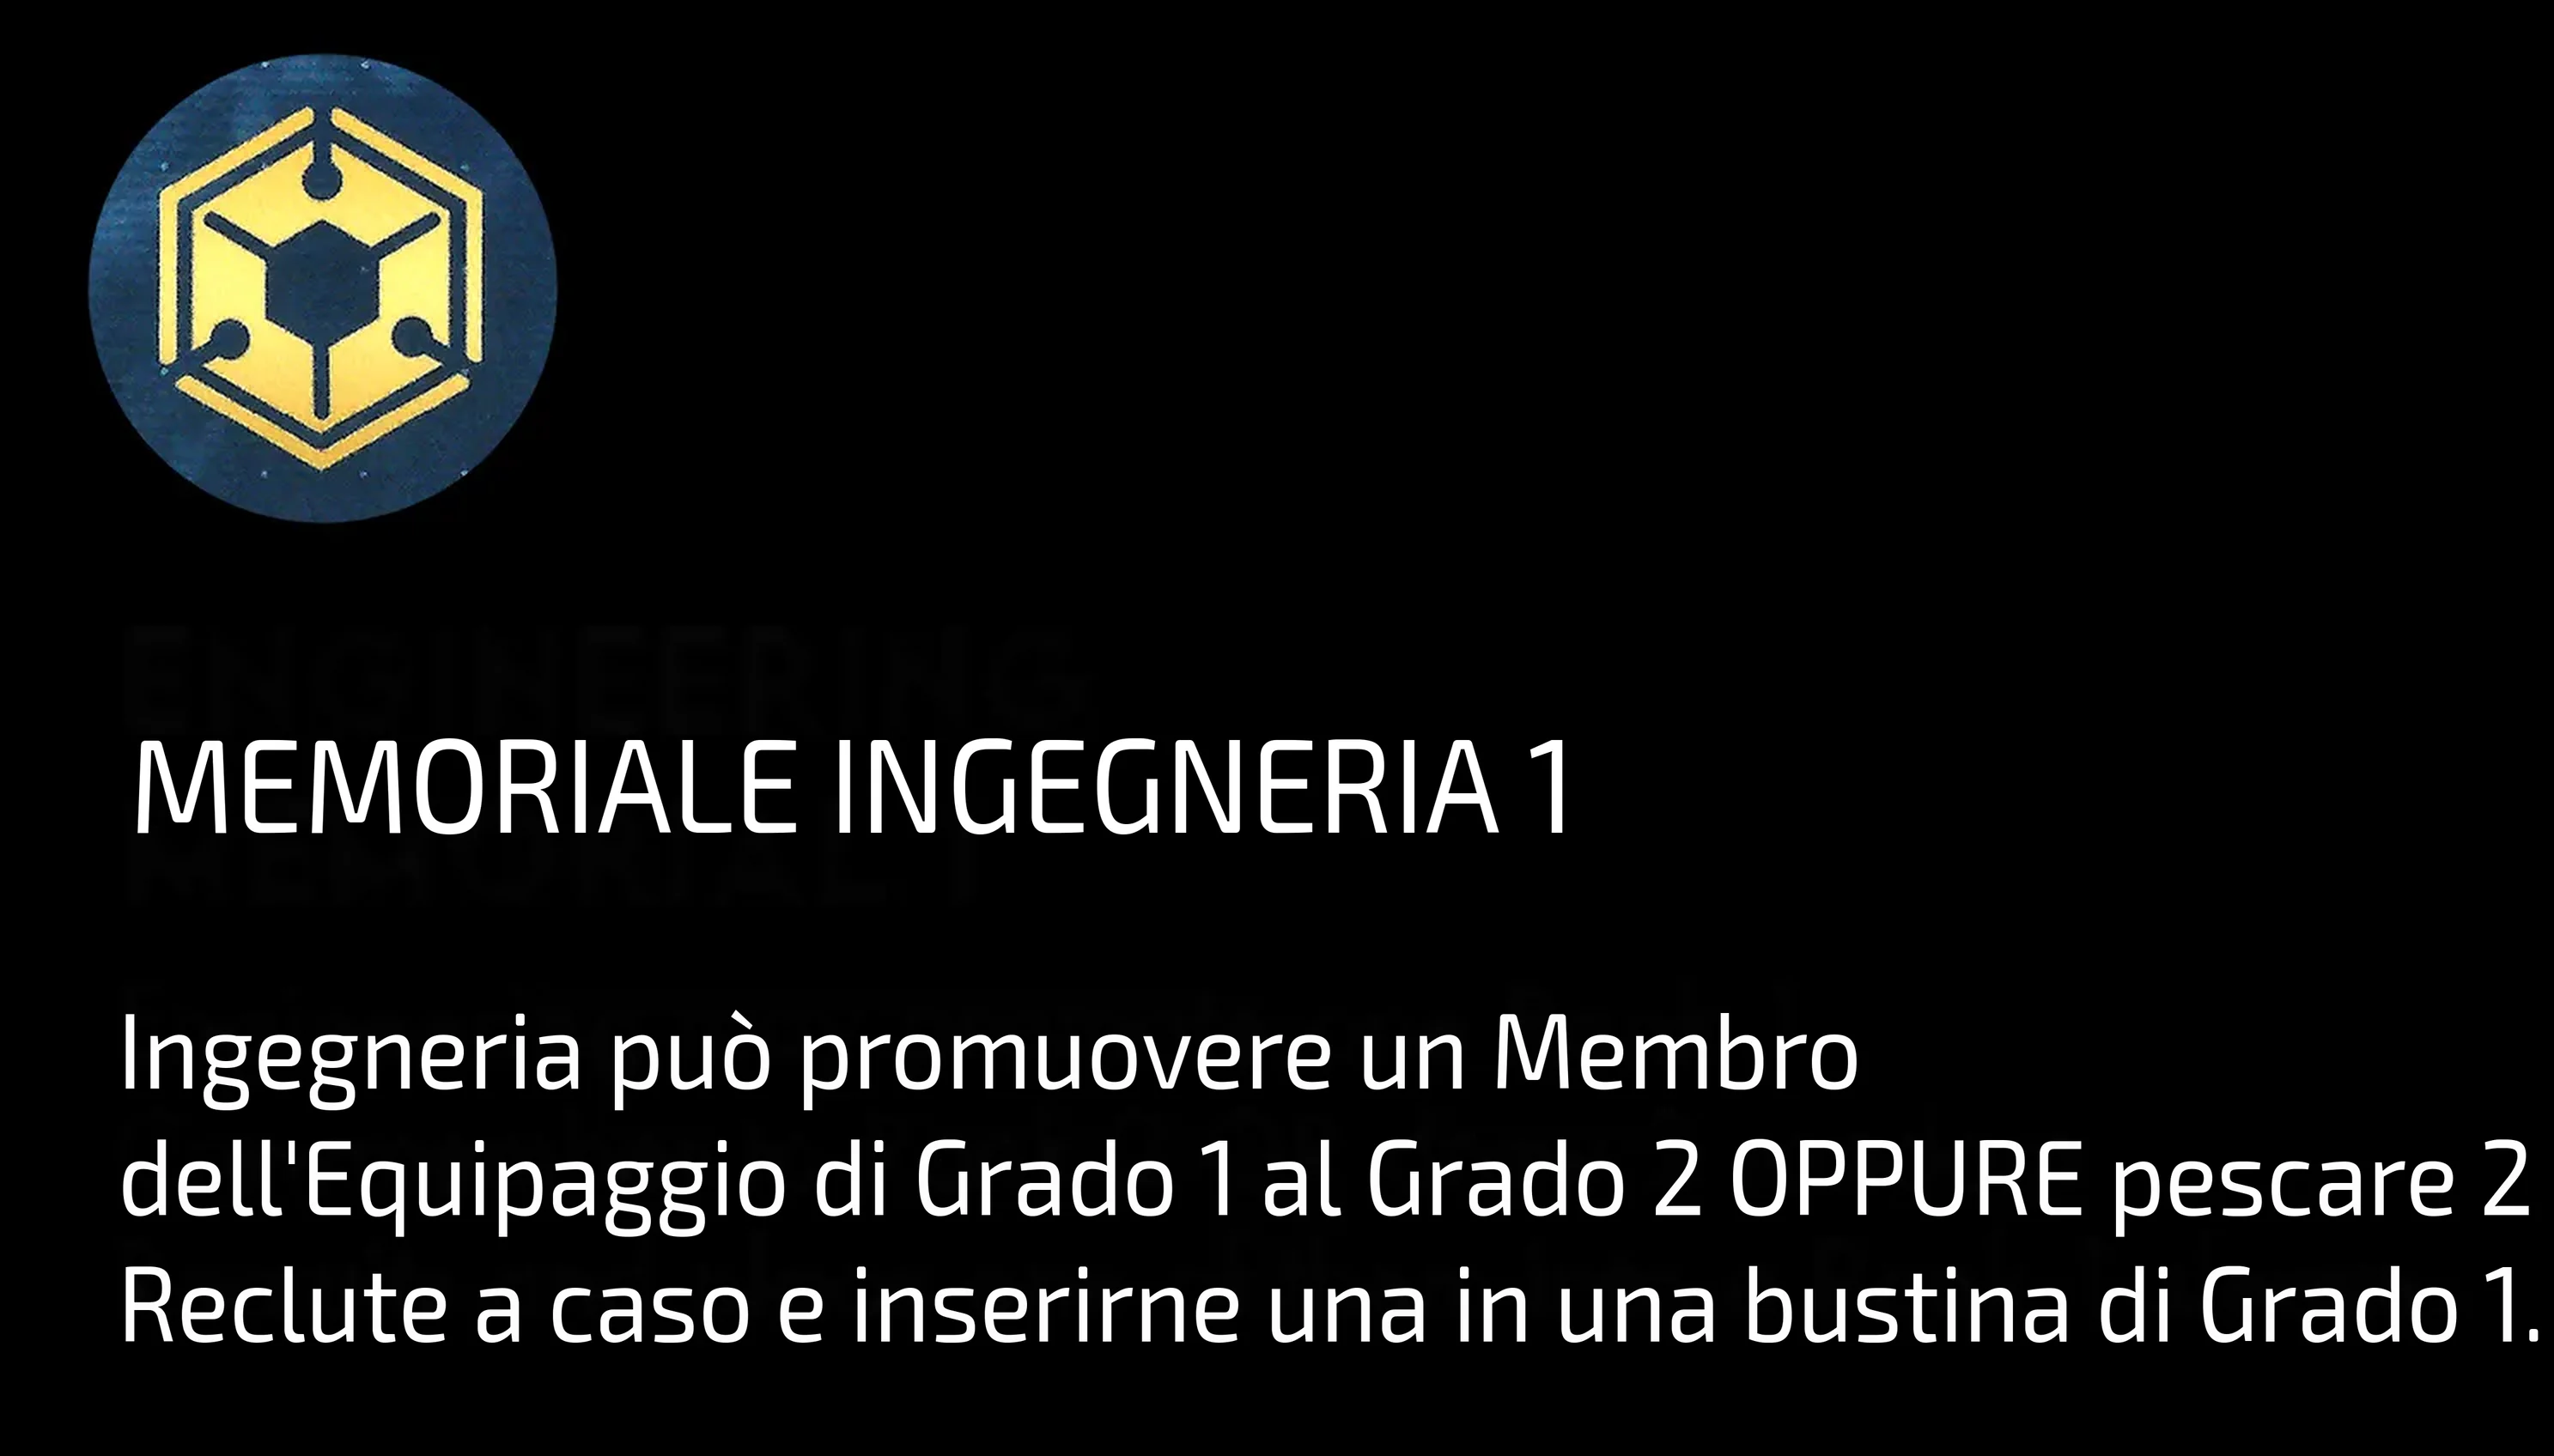 MEMORIALE INGEGNERIA 1
Ingegneria può promuovere un Membro
dell'Equipaggio di Grado 1 al Grado 2 OPPURE pescare 2
Reclute a caso e inserirne una in una bustina di Grado 1.